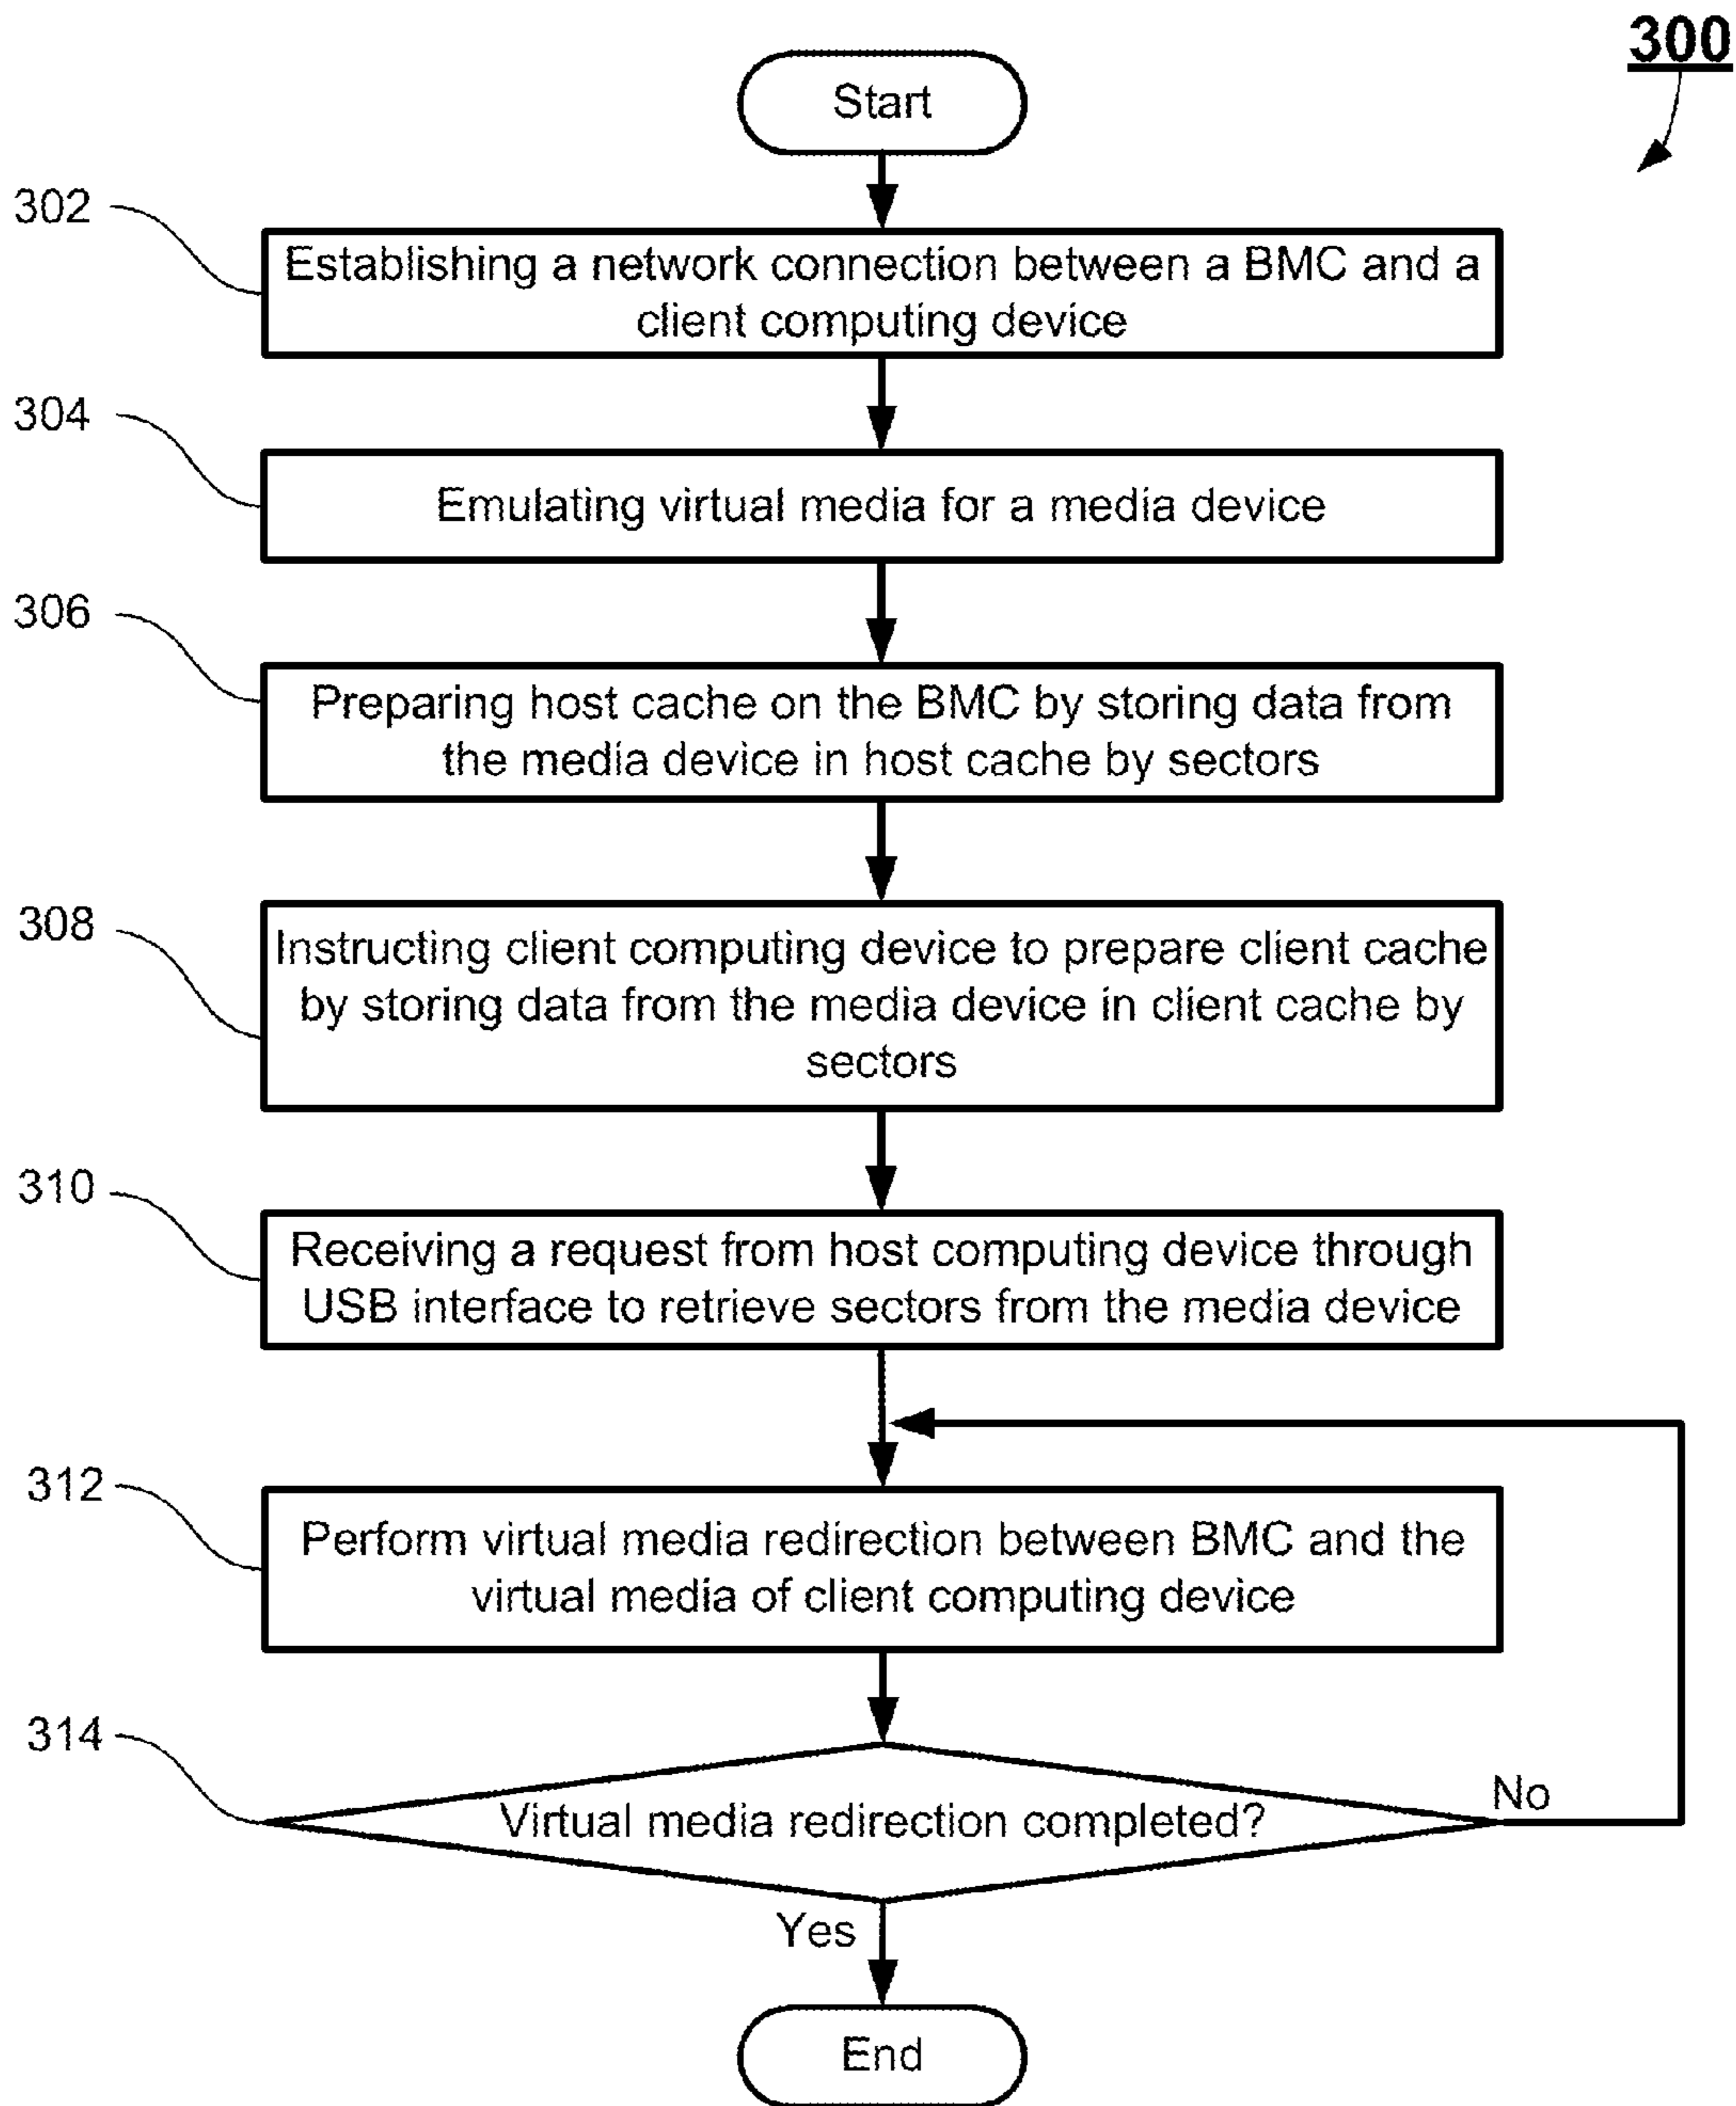 300
Start
302
Establishing a network connection between a BMC and a
client computing device
304
Emulating virtual media for a media device
306
Preparing host cache on the BMC by storing data from
the media device in host cache by sectors
308
Instructing client computing device to prepare client cache
by storing data from the media device in client cache by
sectors
310
Receiving a request from host computing device through
USB interface to retrieve sectors from the media device
312
Perform virtual media redirection between BMC and the
virtual media of client computing device
314
Virtual media redirection completed?
No
Yes
End